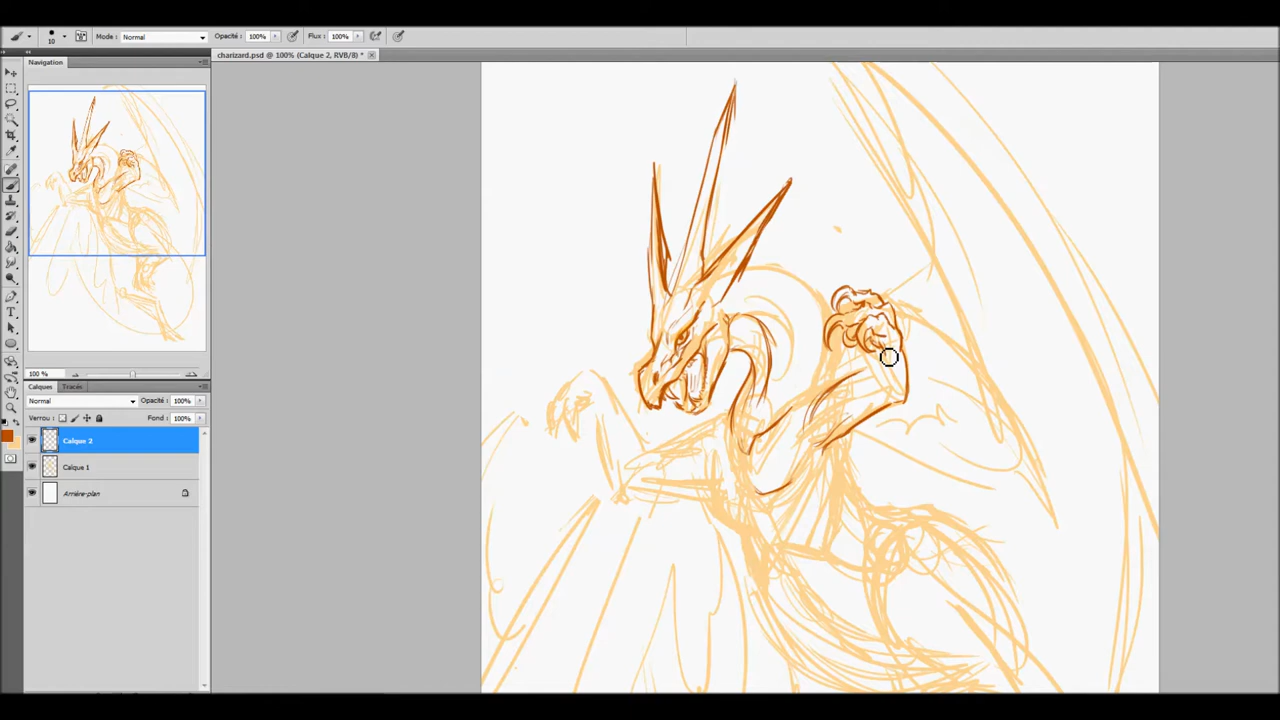 10 Mode : Normal Opacité : 100% Flux : 100%
charizard.psd @ 100% (Calque 2, RVB/8) *
Navigation
100 %
Calques Tracés
Normal Opacité : 100%
Verrou : Fond : 100%
Calque 2
Calque 1
Arrière-plan